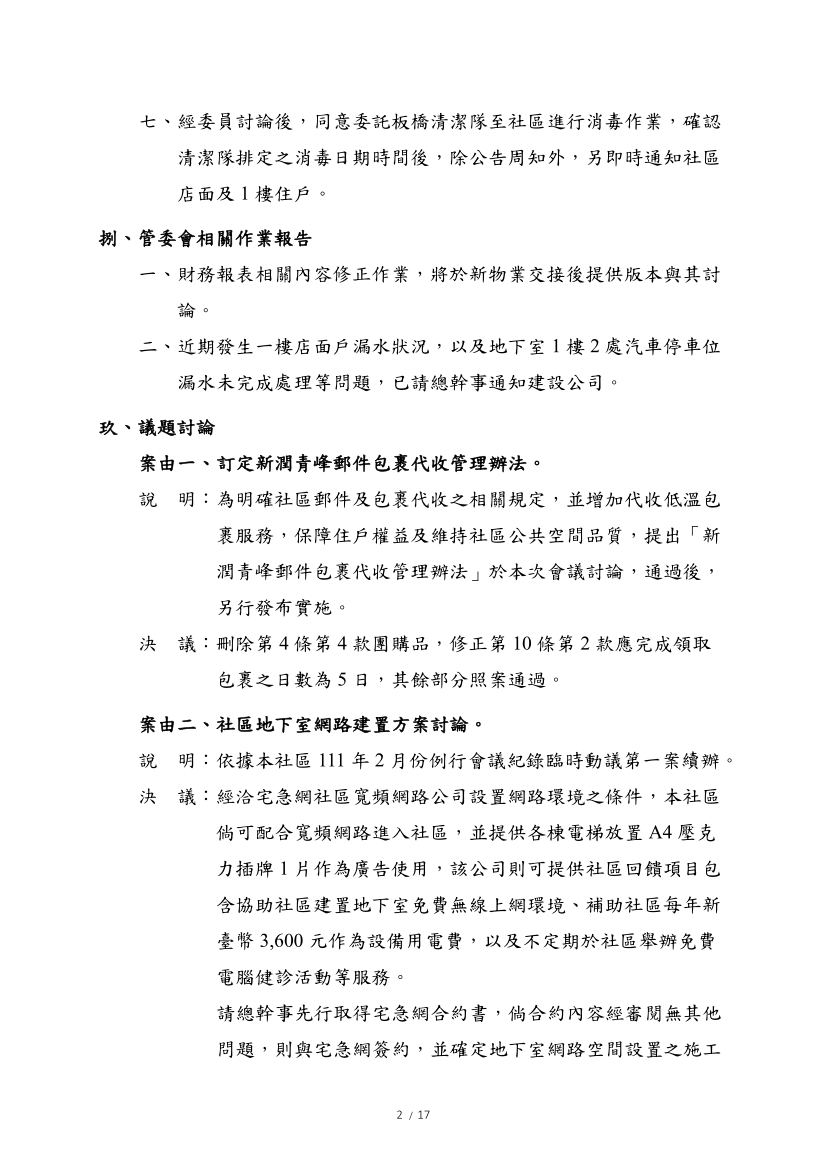 七、經委員討論後，同意委託板橋清潔隊至社區進行消毒作業，確認
清潔隊排定之消毒日期時間後，除公告周知外，另即時通知社區
店面及 1 樓住戶。
捌、管委會相關作業報告
一、財務報表相關內容修正作業，將於新物業交接後提供版本與其討
論。
二、近期發生一樓店面戶漏水狀況，以及地下室 1 樓 2 處汽車停車位
漏水未完成處理等問題，已請總幹事通知建設公司。
玖、議題討論
案由一、訂定新潤青峰郵件包裹代收管理辦法。
說　明：為明確社區郵件及包裹代收之相關規定，並增加代收低溫包
裹服務，保障住戶權益及維持社區公共空間品質，提出「新
潤青峰郵件包裹代收管理辦法」於本次會議討論，通過後，
另行發布實施。
決　議：刪除第 4 條第 4 款團購品，修正第 10 條第 2 款應完成領取
包裹之日數為 5 日，其餘部分照案通過。
案由二、社區地下室網路建置方案討論。
說　明：依據本社區 111 年 2 月份例行會議紀錄臨時動議第一案續辦。
決　議：經洽宅急網社區寬頻網路公司設置網路環境之條件，本社區
倘可配合寬頻網路進入社區，並提供各棟電梯放置 A4 壓克
力插牌 1 片作為廣告使用，該公司則可提供社區回饋項目包
含協助社區建置地下室免費無線上網環境、補助社區每年新
臺幣 3,600 元作為設備用電費，以及不定期於社區舉辦免費
電腦健診活動等服務。
請總幹事先行取得宅急網合約書，倘合約內容經審閱無其他
問題，則與宅急網簽約，並確定地下室網路空間設置之施工
2 / 17